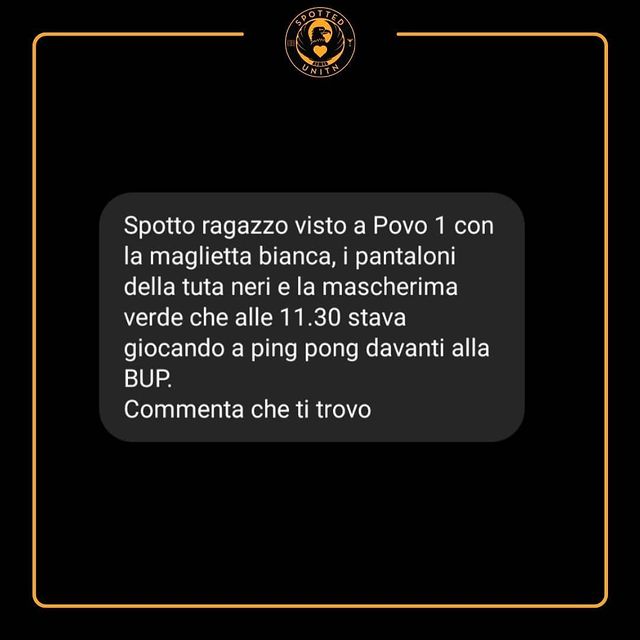 SPOTTED
UNITN
Spotto ragazzo visto a Povo 1 con
la maglietta bianca, i pantaloni
della tuta neri e la mascherima
verde che alle 11.30 stava
giocando a ping pong davanti alla
BUP.
Commenta che ti trovo